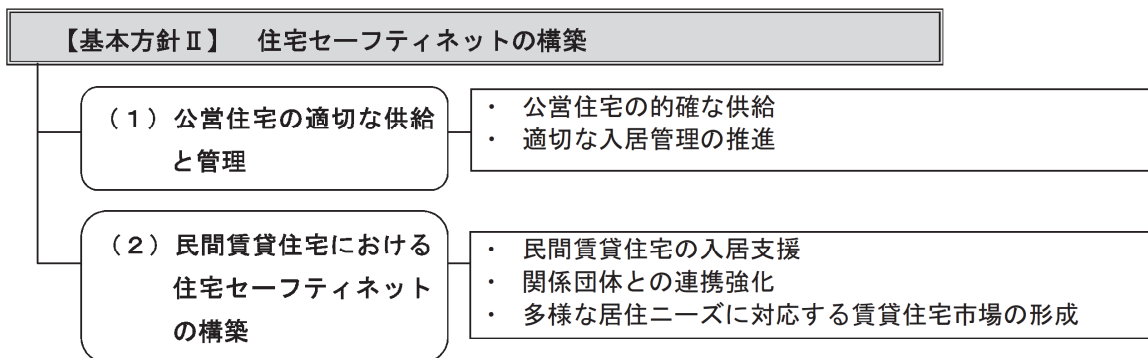 【基本方針Ⅱ】　住宅セーフティネットの構築
（１）公営住宅の適切な供給
と管理
・　公営住宅の的確な供給
・　適切な入居管理の推進
（２）民間賃貸住宅における
住宅セーフティネット
の構築
・　民間賃貸住宅の入居支援
・　関係団体との連携強化
・　多様な居住ニーズに対応する賃貸住宅市場の形成